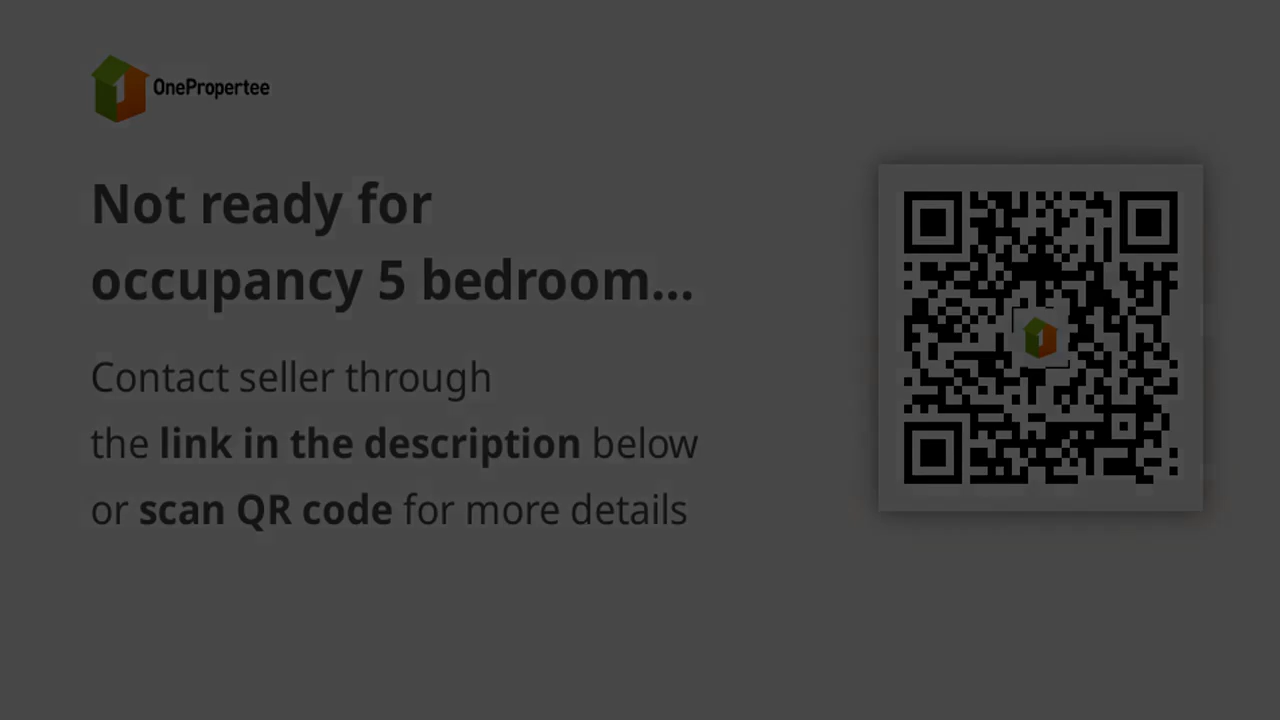 OnePropertee
Not ready for
occupancy 5 bedroom...
Contact seller through
the link in the description below
or scan QR code for more details